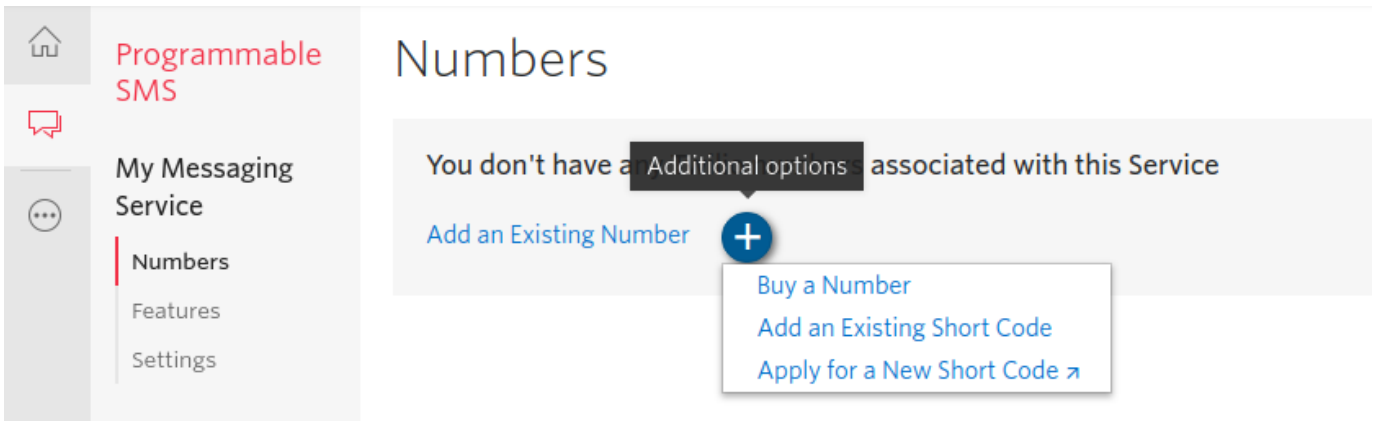 Programmable
SMS
My Messaging
Service
Numbers
Features
Settings
Numbers
You don't have a associated with this Service
Additional options
Add an Existing Number
Buy a Number
Add an Existing Short Code
Apply for a New Short Code